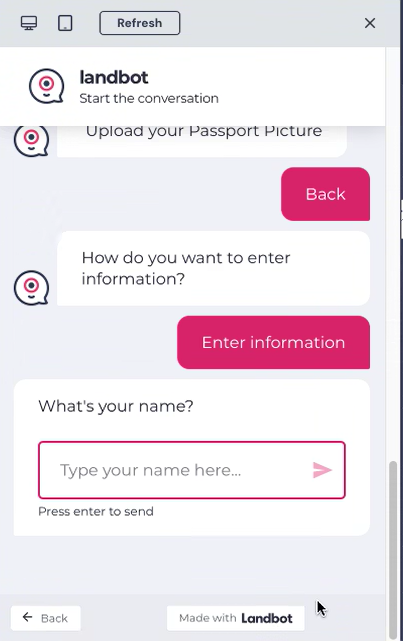 Refresh
landbot
Start the conversation
Upload your Passport Picture
Back
How do you want to enter
information?
Enter information
What's your name?
Type your name here...
Press enter to send
Back
Made with Landbot